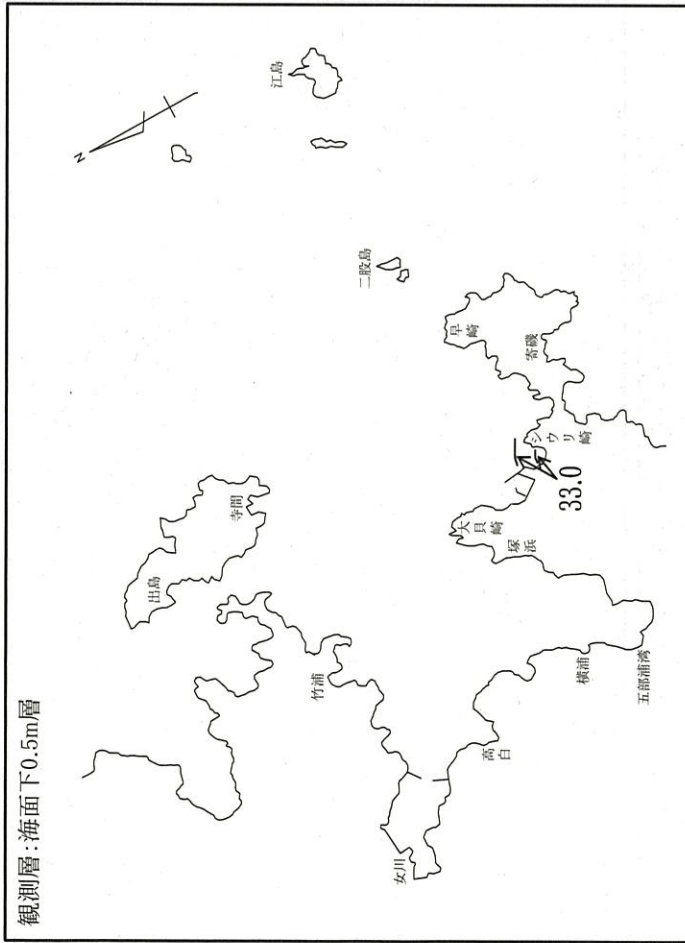 観測層：海面下0.5m層
N
江島
二股島
早崎
寄磯
シウリ崎
33.0
大貝崎
塚浜
寺間
出島
竹浦
横浦
五部浦湾
高白
女川